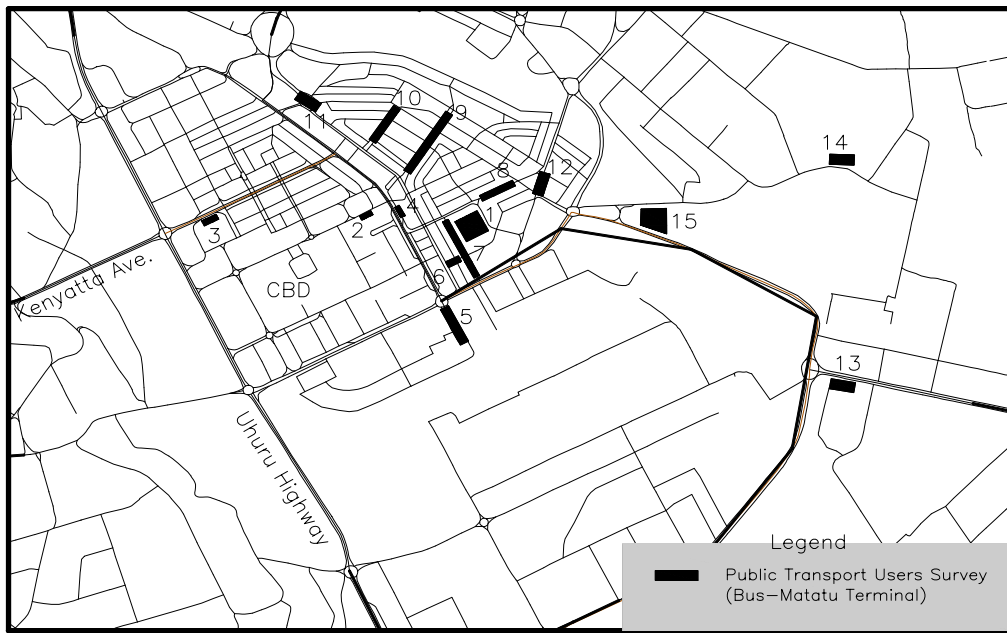 10
9
11
14
8
12
4
1
15
3
2
7
6
Kenyatta Ave.
CBD
5
13
Uhuru Highway
Legend
Public Transport Users Survey
(Bus–Matatu Terminal)